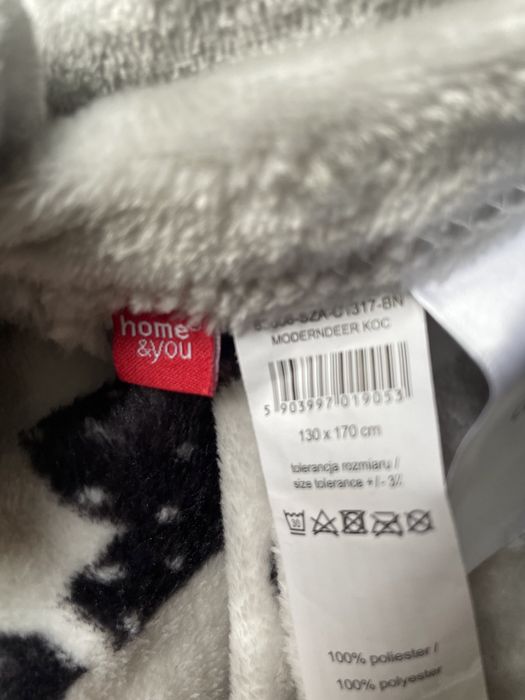 home
&you
MODERNDEER KOC
5 903997 019053
130 x 170 cm
tolerancja rozmiaru /
size tolerance +/- 3%
30
100% poliester /
100% polyester